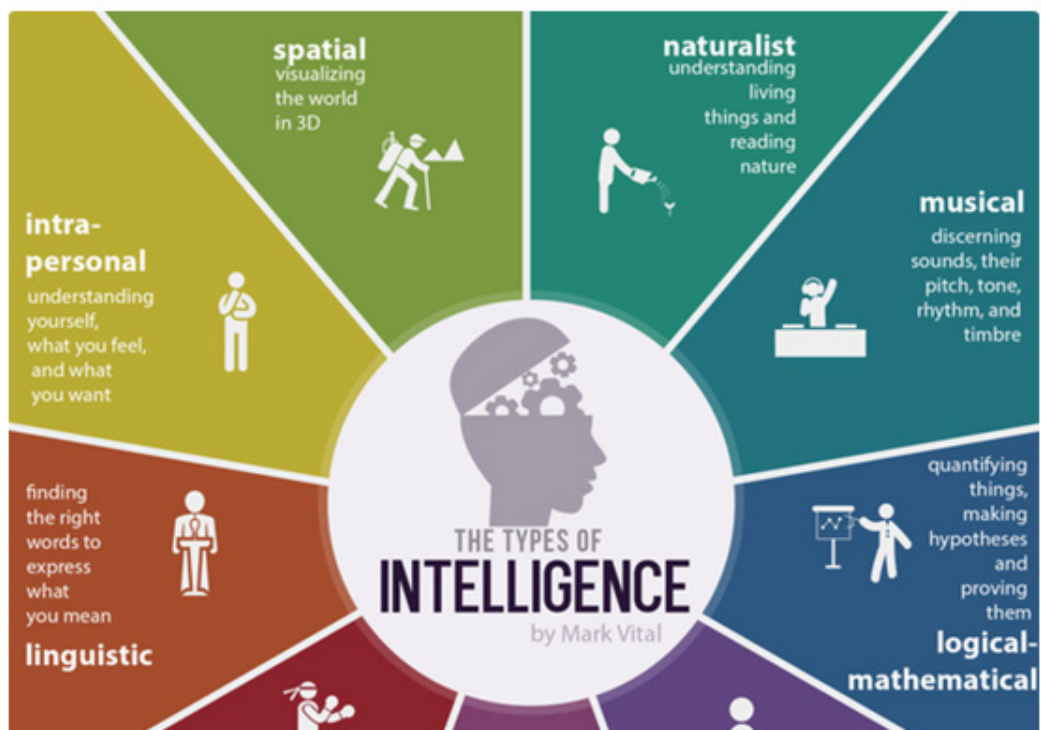 spatial
visualizing
the world
in 3D
naturalist
understanding
living
things and
reading
nature
musical
discerning
sounds, their
pitch, tone,
rhythm, and
timbre
intra-
personal
understanding
yourself,
what you feel,
and what
you want
finding
the right
words to
express
what
you mean
linguistic
THE TYPES OF
INTELLIGENCE
by Mark Vital
quantifying
things,
making
hypotheses
and
proving
them
logical-
mathematical